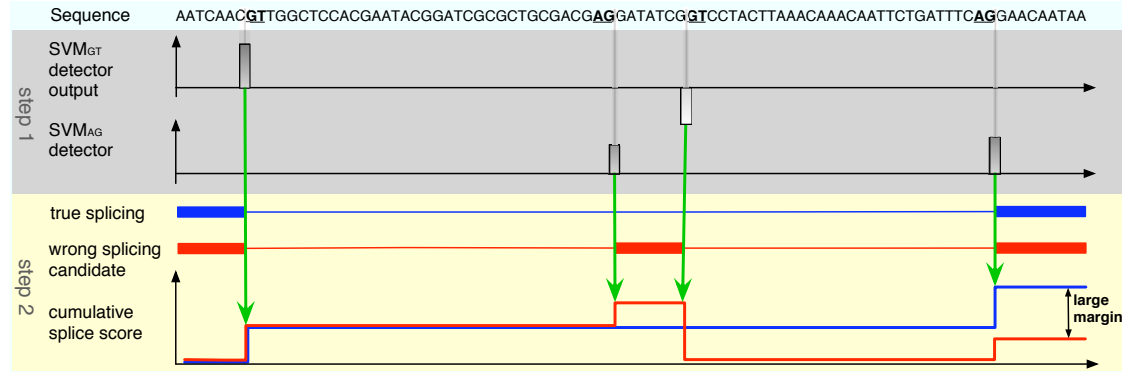 Sequence
AATCAACGTTGGCTCCACGAATACGGATCGCGCTGCGACGAGGATATCGGTCCTACTTAAACAAACAATTCTGATTTCAGGAACAATAA
step 1
SVMGT
detector
output
SVMAG
detector
step 2
true splicing
wrong splicing
candidate
cumulative
splice score
large
margin